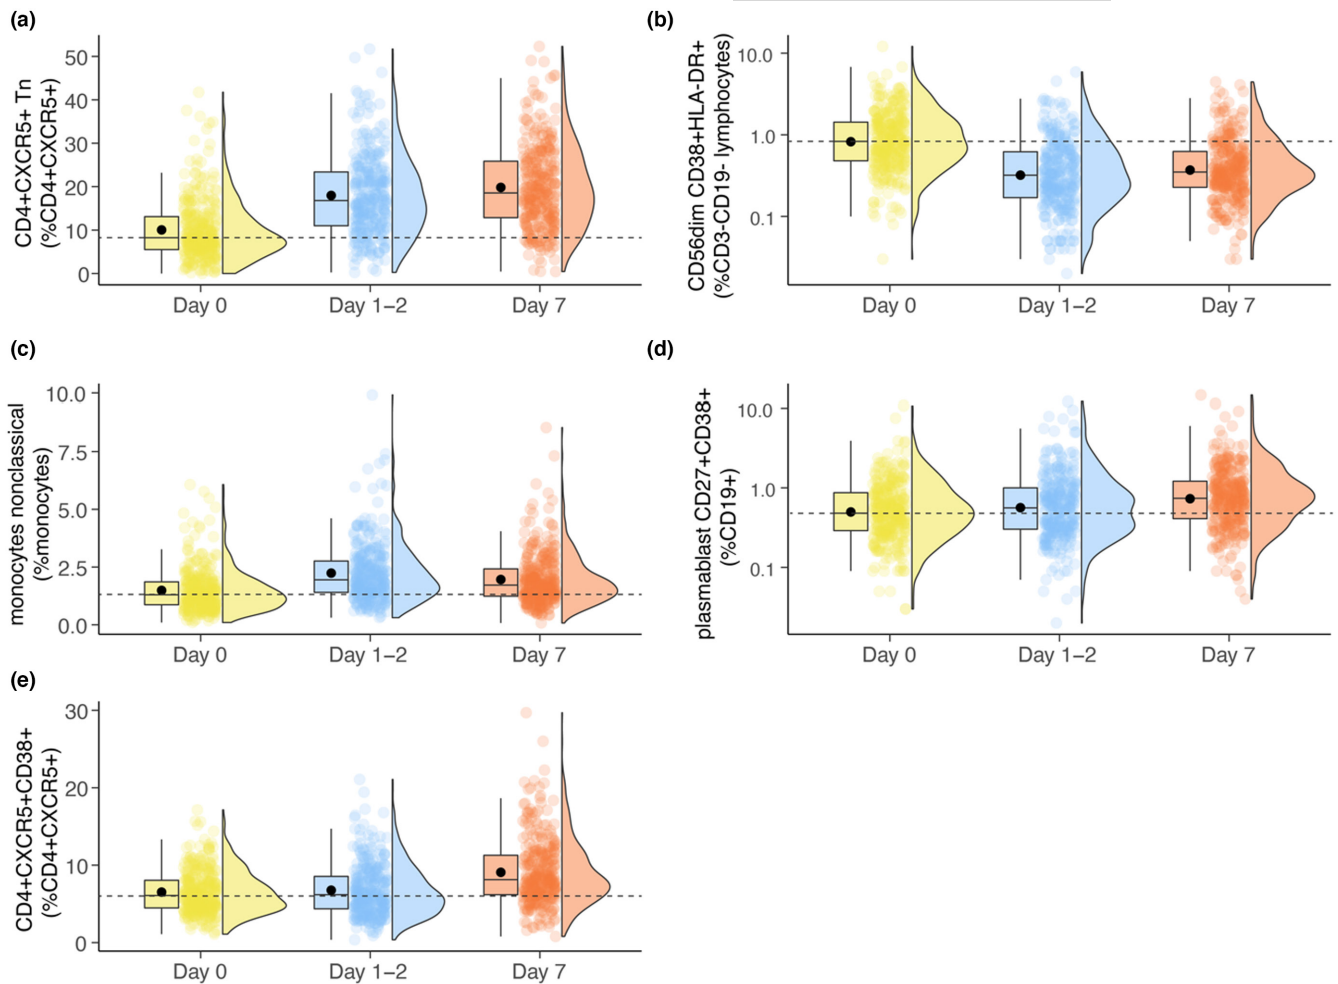 (a)
CD4+CXCR5+ Tn
(%CD4+CXCR5+)
50
40
30
20
10
0
Day 0
Day 1–2
Day 7
(b)
CD56dim CD38+HLA-DR+
(%CD3-CD19- lymphocytes)
10.0
1.0
0.1
Day 0
Day 1–2
Day 7
(c)
monocytes nonclassical
(%monocytes)
10.0
7.5
5.0
2.5
0.0
Day 0
Day 1–2
Day 7
(d)
plasmablast CD27+CD38+
(%CD19+)
10.0
1.0
0.1
Day 0
Day 1–2
Day 7
(e)
CD4+CXCR5+CD38+
(%CD4+CXCR5+)
30
20
10
0
Day 0
Day 1–2
Day 7